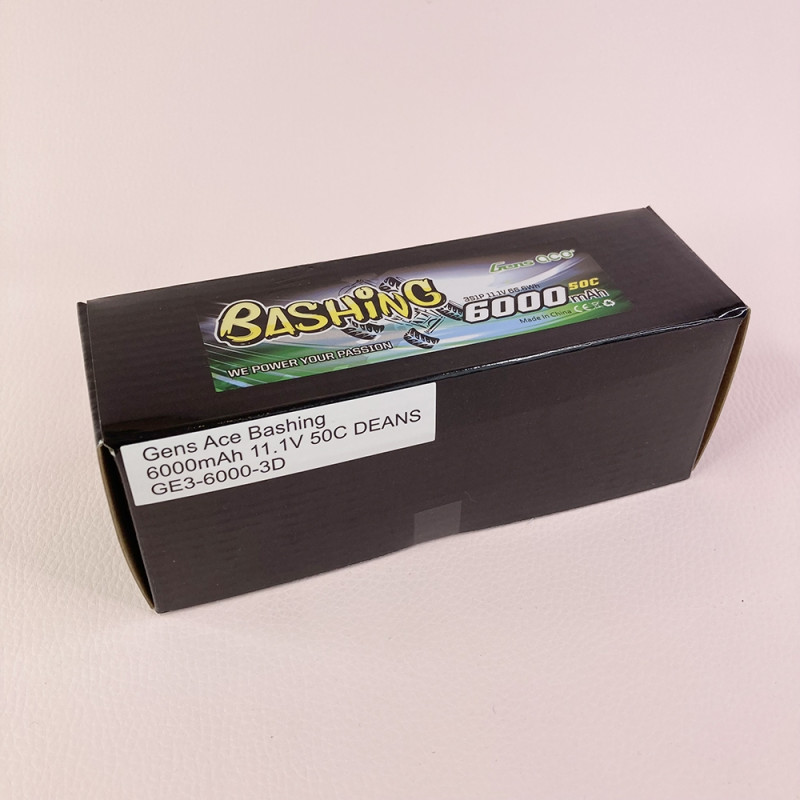 Gens ace
BASHING
3S1P 11.1V 66.6Wh
50C
6000mAh
WE POWER YOUR PASSION
Made in China CE
Gens Ace Bashing
6000mAh 11.1V 50C DEANS
GE3-6000-3D